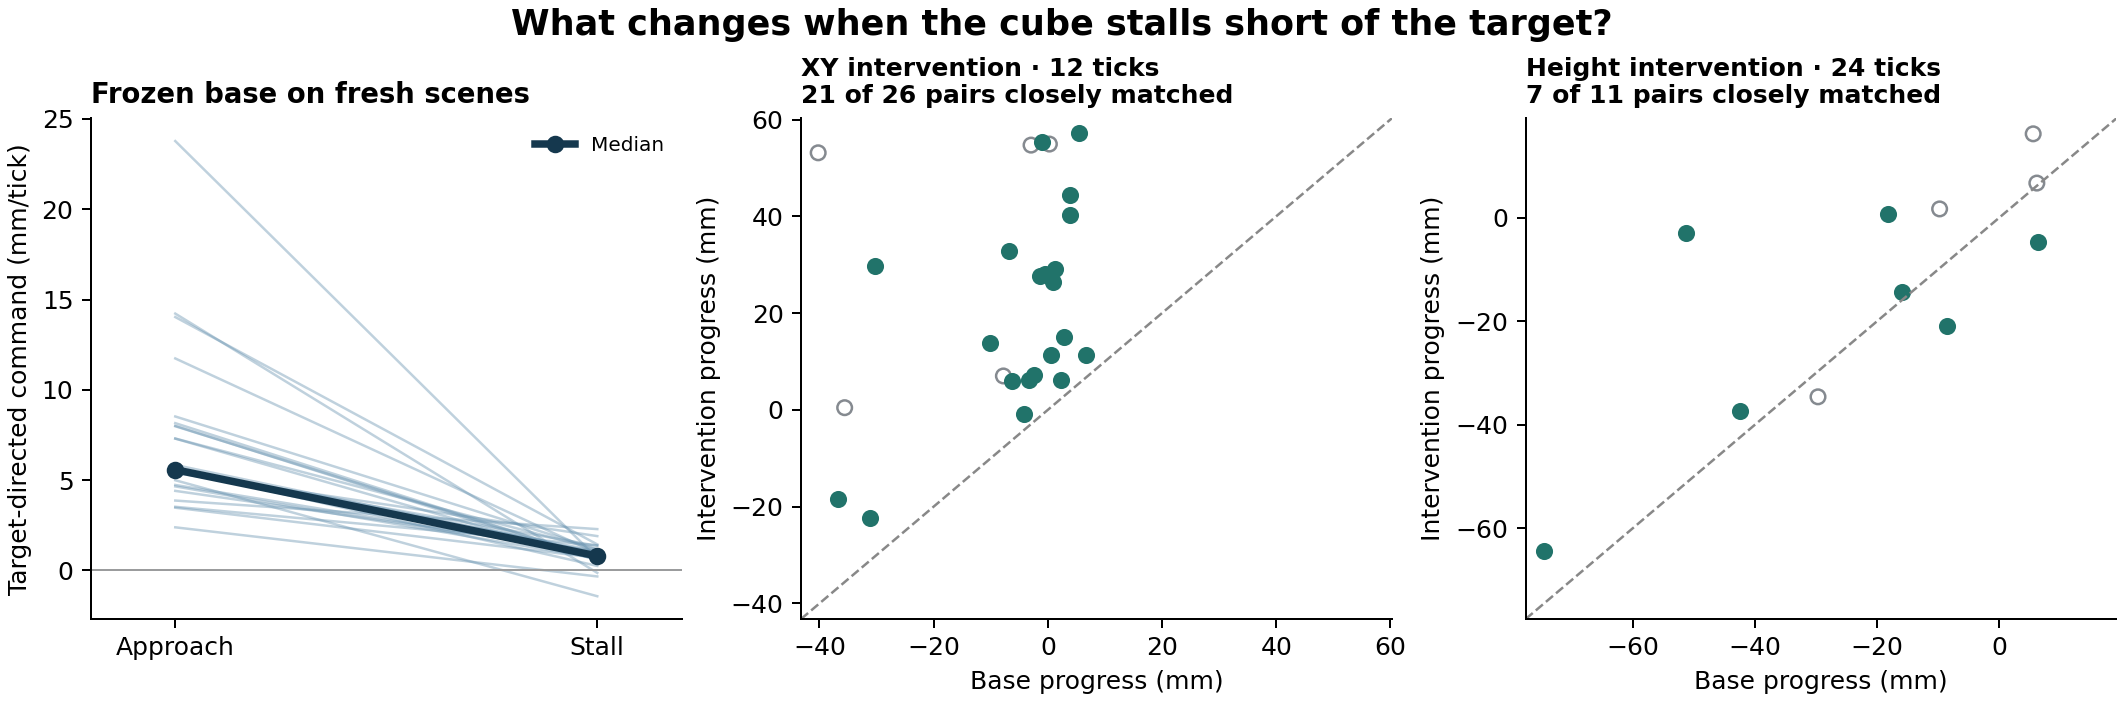 What changes when the cube stalls short of the target?
Frozen base on fresh scenes
Target-directed command (mm/tick)
25
20
15
10
5
0
Median
Approach
Stall
XY intervention · 12 ticks
21 of 26 pairs closely matched
Intervention progress (mm)
60
40
20
0
−20
−40
−40
−20
0
20
40
60
Base progress (mm)
Height intervention · 24 ticks
7 of 11 pairs closely matched
Intervention progress (mm)
0
−20
−40
−60
−60
−40
−20
0
Base progress (mm)